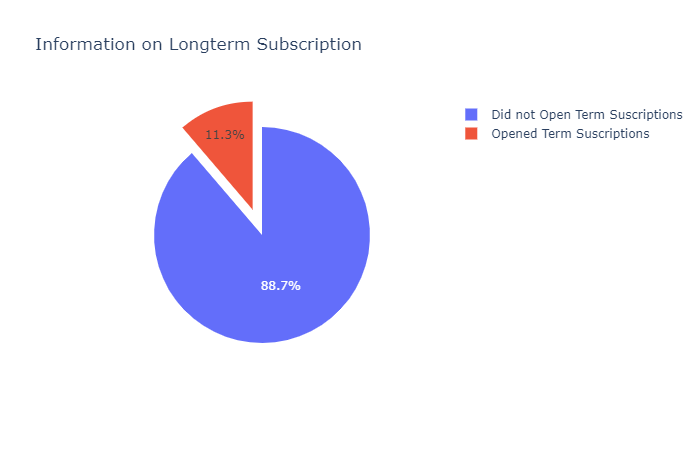 Information on Longterm Subscription
Did not Open Term Suscriptions
Opened Term Suscriptions
11.3%
88.7%